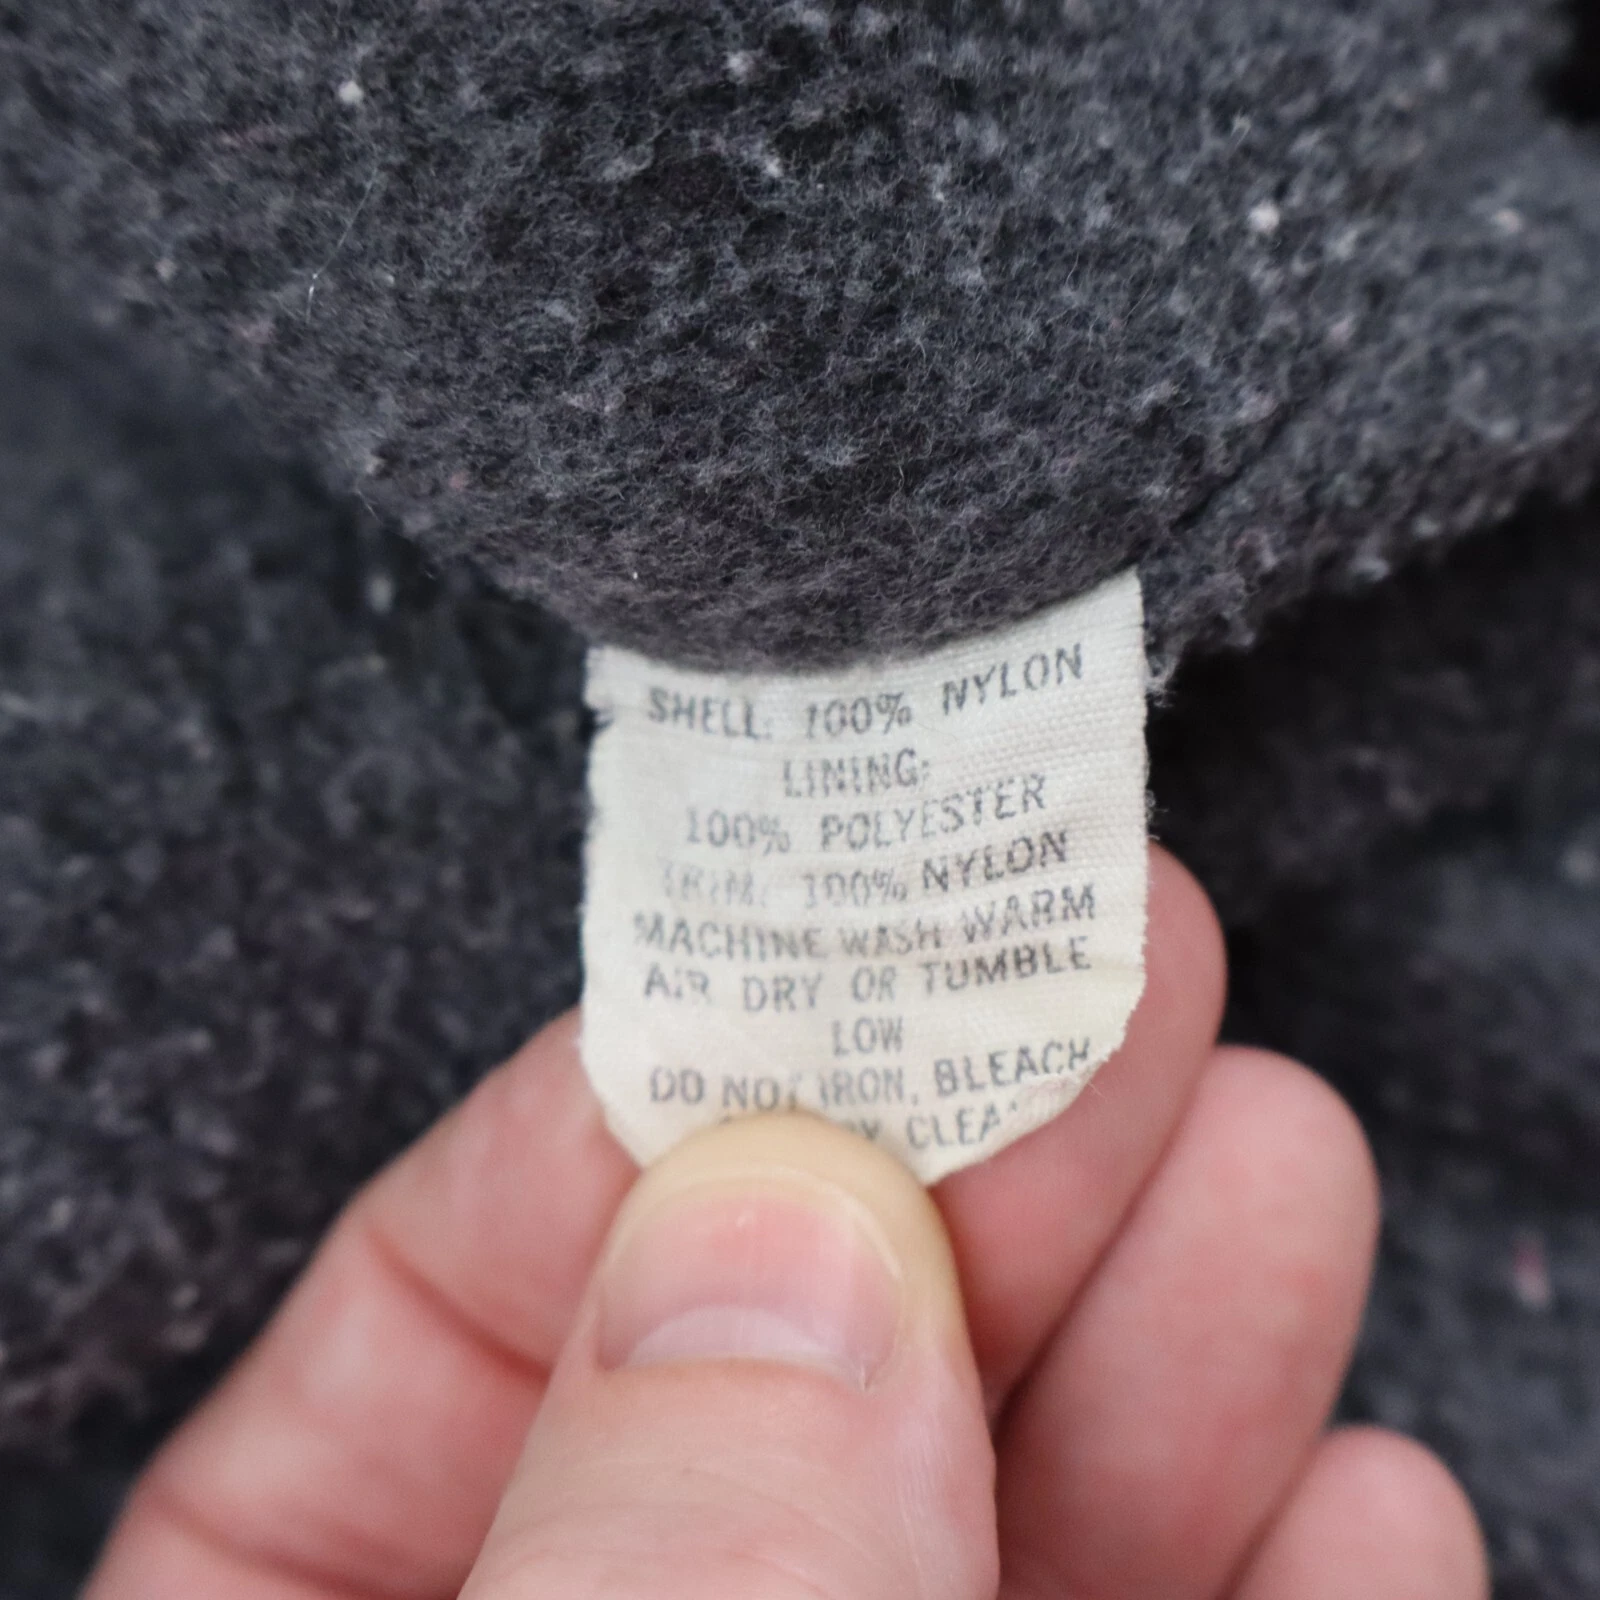 SHELL: 100% NYLON
LINING:
100% POLYESTER
TRIM: 100% NYLON
MACHINE WASH WARM
AIR DRY OR TUMBLE
LOW
DO NOT IRON, BLEACH